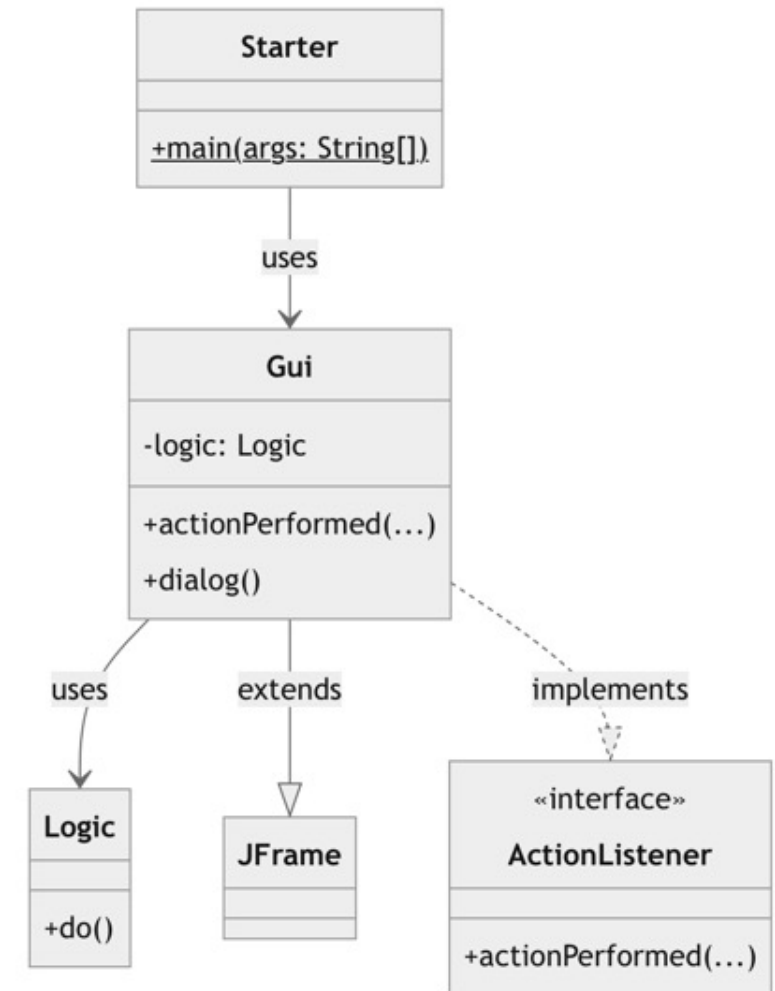 Starter
+main(args: String[])
uses
Gui
-logic: Logic
+actionPerformed(...)
+dialog()
uses
extends
implements
Logic
+do()
JFrame
«interface»
ActionListener
+actionPerformed(...)